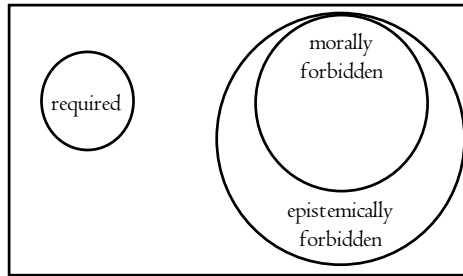 required
morally
forbidden
epistemically
forbidden